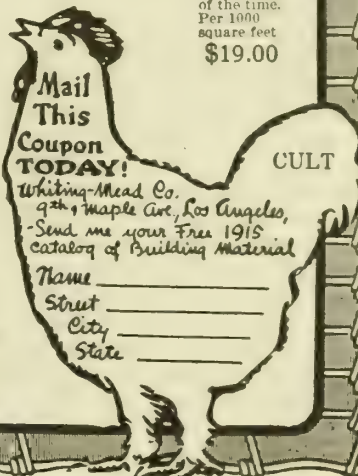 of the time.
Per 1000
square feet
$19.00
Mail
This
Coupon
TODAY!
CULT
Whiting-Mead Co.
9th & Maple Ave., Los Angeles,
-Send me your Free 1915
Catalog of Building Material
Name
Street
City
State